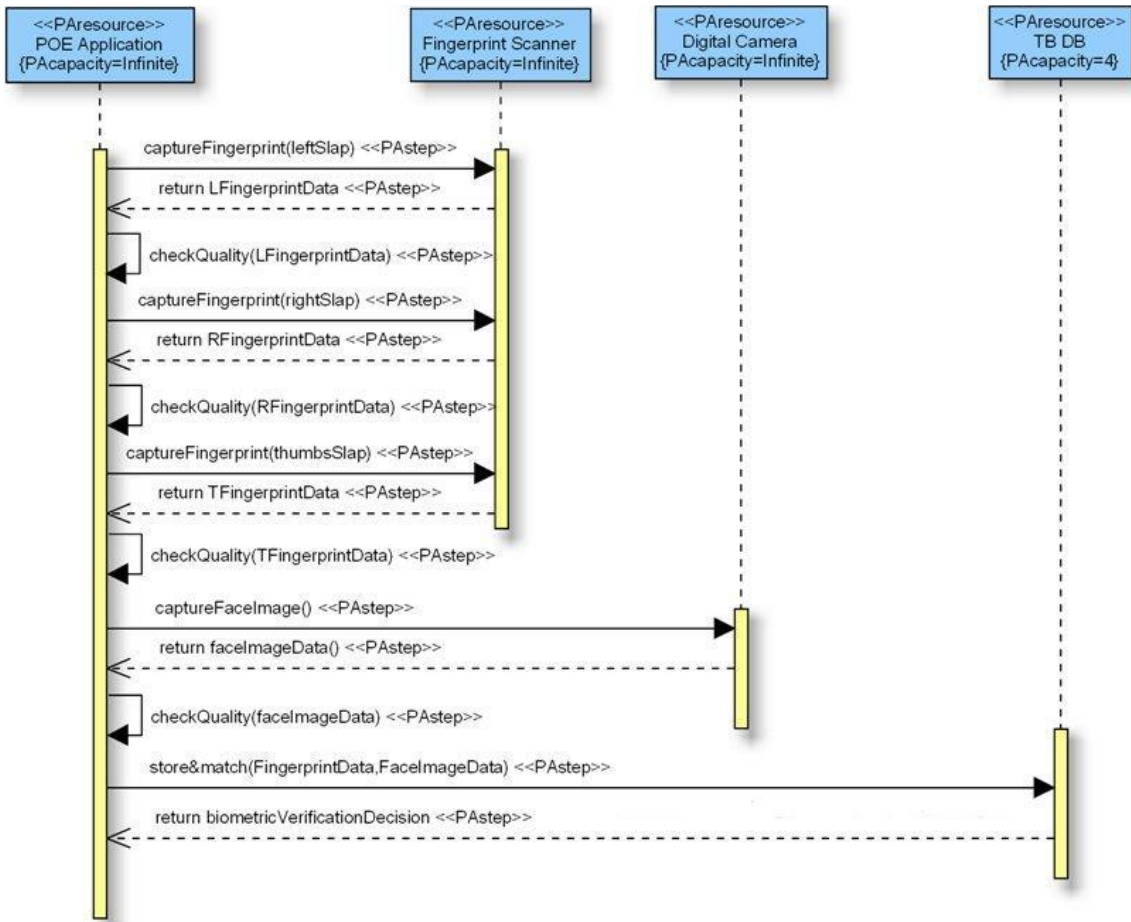 <<PAresource>>
POE Application
{PAcapacity=Infinite}
<<PAresource>>
Fingerprint Scanner
{PAcapacity=Infinite}
<<PAresource>>
Digital Camera
{PAcapacity=Infinite}
<<PAresource>>
TB DB
{PAcapacity=4}
captureFingerprint(leftSlap) <<PAstep>>
return LFingerprintData <<PAstep>>
checkQuality(LFingerprintData) <<PAstep>>
captureFingerprint(rightSlap) <<PAstep>>
return RFingerprintData <<PAstep>>
checkQuality(RFingerprintData) <<PAstep>>
captureFingerprint(thumbsSlap) <<PAstep>>
return TFingerprintData <<PAstep>>
checkQuality(TFingerprintData) <<PAstep>>
captureFaceImage() <<PAstep>>
return faceImageData() <<PAstep>>
checkQuality(faceImageData) <<PAstep>>
store&match(FingerprintData,FaceImageData) <<PAstep>>
return biometricVerificationDecision <<PAstep>>